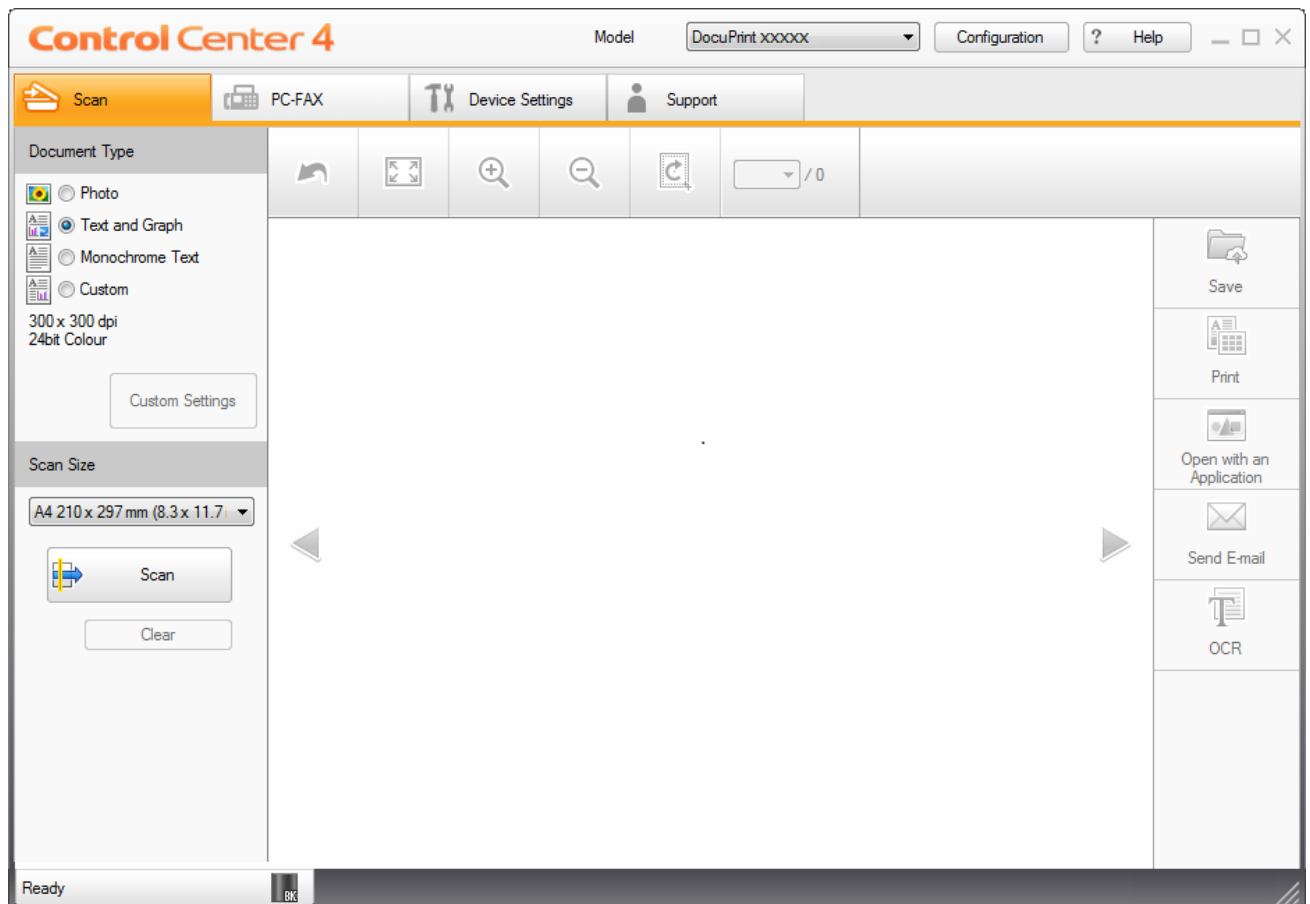 Control Center 4
Model
DocuPrint XXXXX
Configuration
? Help
Scan
PC-FAX
Device Settings
Support
Document Type
Photo
Text and Graph
Monochrome Text
Custom
300 x 300 dpi
24bit Colour
Custom Settings
Scan Size
A4 210 x 297 mm (8.3 x 11.7
Scan
Clear
/ 0
Save
Print
Open with an
Application
Send E-mail
OCR
Ready
BK